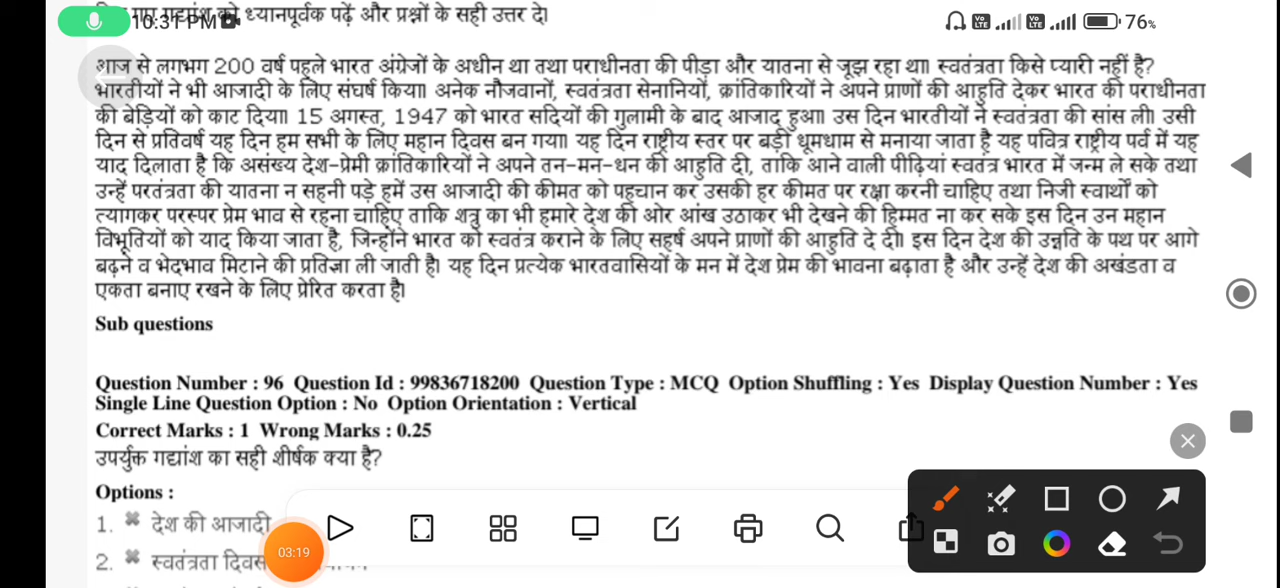 10:31 PM
76%
ध्यानपूर्वक पढ़ें और प्रश्नों के सही उत्तर दे।
आज से लगभग 200 वर्ष पहले भारत अंग्रेजों के अधीन था तथा पराधीनता की पीड़ा और यातना से जूझ रहा था। स्वतंत्रता किसे प्यारी नहीं है?
भारतीयों ने भी आजादी के लिए संघर्ष किया। अनेक नौजवानों, स्वतंत्रता सेनानियों, क्रांतिकारियों ने अपने प्राणों की आहुति देकर भारत की पराधीनता
की बेड़ियों को काट दिया। 15 अगस्त, 1947 को भारत सदियों की गुलामी के बाद आजाद हुआ। उस दिन भारतीयों ने स्वतंत्रता की सांस ली। उसी
दिन से प्रतिवर्ष यह दिन हम सभी के लिए महान दिवस बन गया। यह दिन राष्ट्रीय स्तर पर बड़ी धूमधाम से मनाया जाता है यह पवित्र राष्ट्रीय पर्व में यह
याद दिलाता है कि असंख्य देश-प्रेमी क्रांतिकारियों ने अपने तन-मन-धन की आहुति दी, ताकि आने वाली पीढ़ियां स्वतंत्र भारत में जन्म ले सके तथा
उन्हें परतंत्रता की यातना न सहनी पड़े हमें उस आजादी की कीमत को पहचान कर उसकी हर कीमत पर रक्षा करनी चाहिए तथा निजी स्वार्थों को
त्यागकर परस्पर प्रेम भाव से रहना चाहिए ताकि शत्रु का भी हमारे देश की ओर आंख उठाकर भी देखने की हिम्मत ना कर सके इस दिन उन महान
विभूतियों को याद किया जाता है, जिन्होंने भारत को स्वतंत्र कराने के लिए सहर्ष अपने प्राणों की आहुति दे दी। इस दिन देश की उन्नति के पथ पर आगे
बढ़ने व भेदभाव मिटाने की प्रतिज्ञा ली जाती है। यह दिन प्रत्येक भारतवासियों के मन में देश प्रेम की भावना बढ़ाता है और उन्हें देश की अखंडता व
एकता बनाए रखने के लिए प्रेरित करता है।
Sub questions
Question Number : 96 Question Id : 99836718200 Question Type : MCQ Option Shuffling : Yes Display Question Number : Yes
Single Line Question Option : No Option Orientation : Vertical
Correct Marks : 1 Wrong Marks : 0.25
उपर्युक्त गद्यांश का सही शीर्षक क्या है?
Options :
1. देश की आजादी
2. स्वतंत्रता दिवस
03:19